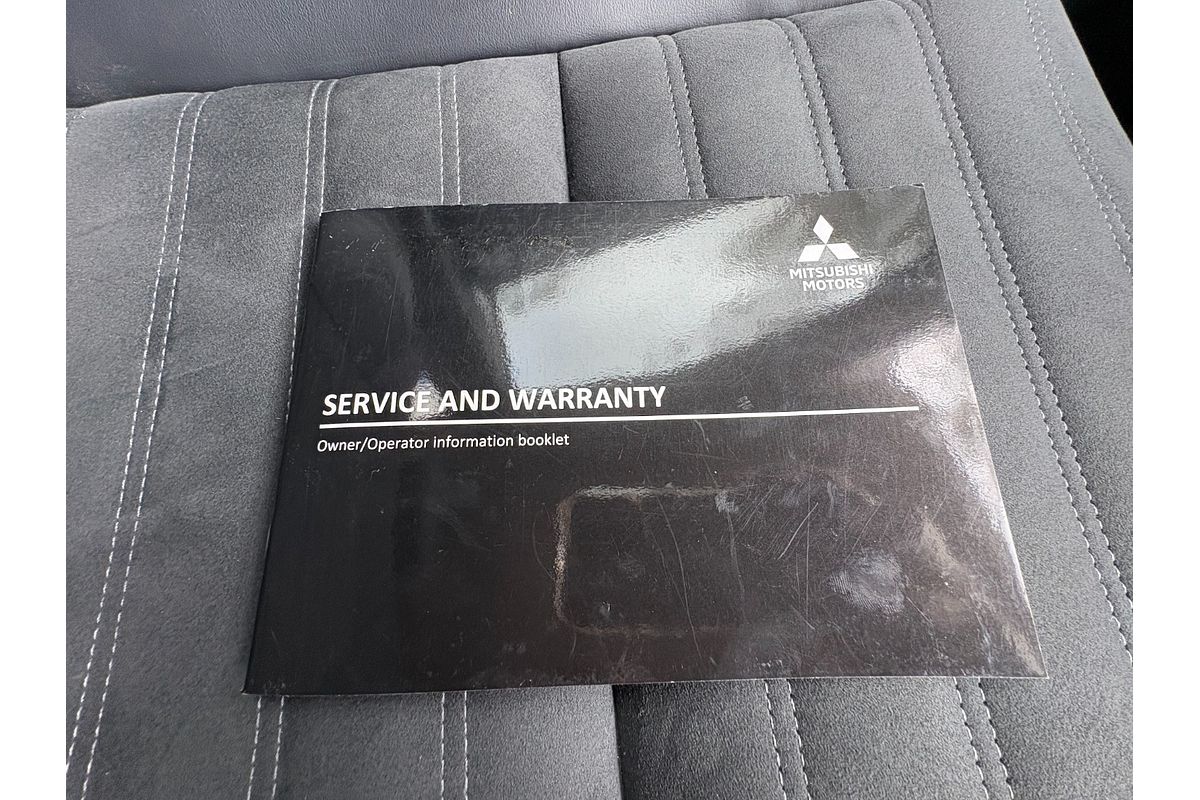 MITSUBISHI
MOTORS
SERVICE AND WARRANTY
Owner/Operator information booklet